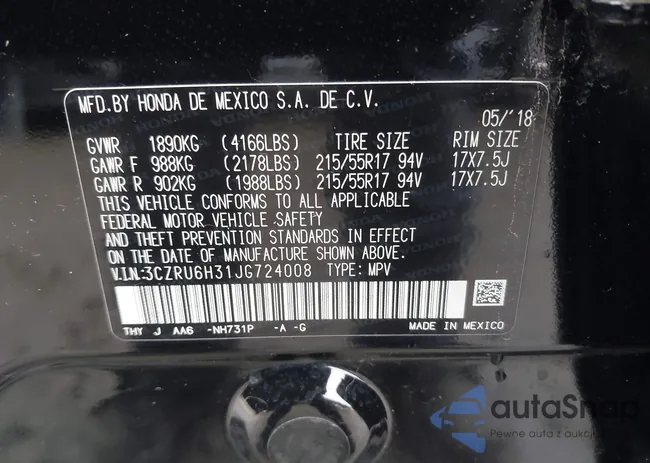 MFD.BY HONDA DE MEXICO S.A. DE C.V.
05/'18
GVWR 1890KG (4166LBS) TIRE SIZE RIM SIZE
GAWR F 988KG (2178LBS) 215/55R17 94V 17X7.5J
GAWR R 902KG (1988LBS) 215/55R17 94V 17X7.5J
THIS VEHICLE CONFORMS TO ALL APPLICABLE
FEDERAL MOTOR VEHICLE SAFETY
AND THEFT PREVENTION STANDARDS IN EFFECT
ON THE DATE OF MANUFACTURE SHOWN ABOVE.
V.I.N:3CZRU6H31JG724008 TYPE: MPV
THY J AA6 -NH731P -A -G
MADE IN MEXICO
autaSnap
Pewne auta z aukcji